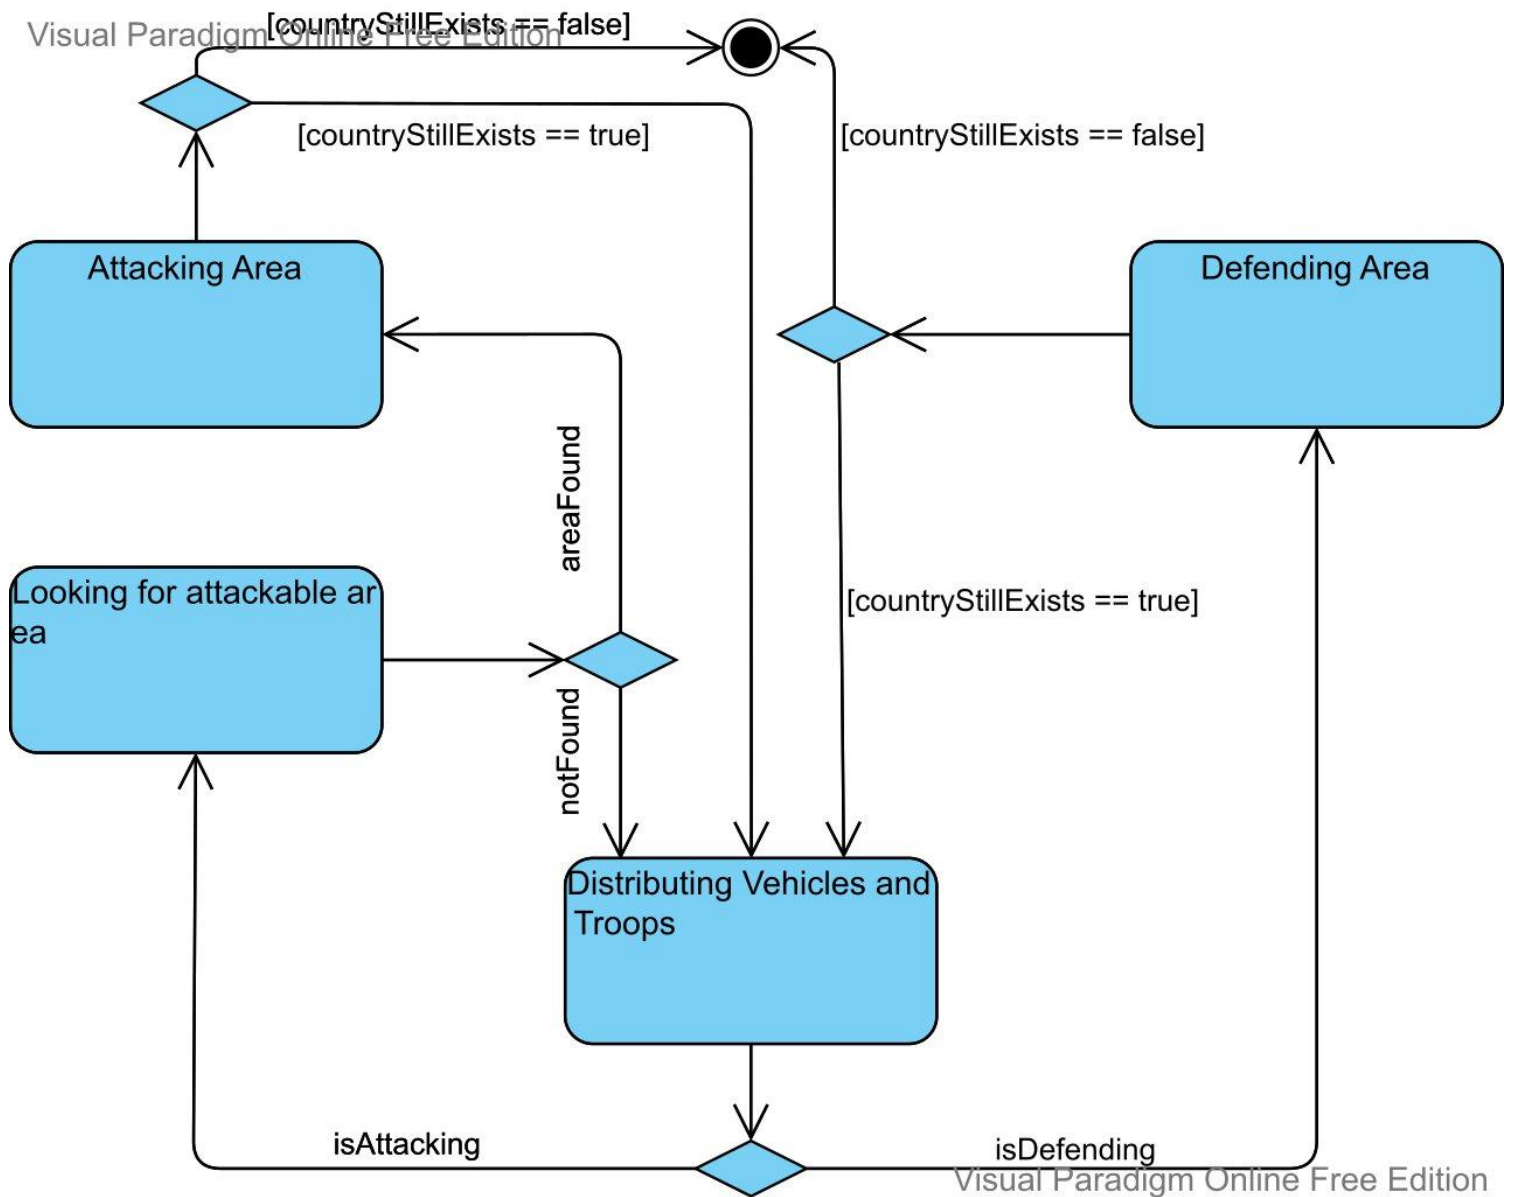 [countryStillExists == false]
Visual Paradigm Online Free Edition
[countryStillExists == true]
[countryStillExists == false]
Attacking Area
Defending Area
areaFound
Looking for attackable ar
ea
[countryStillExists == true]
notFound
Distributing Vehicles and
Troops
isAttacking
isDefending
Visual Paradigm Online Free Edition